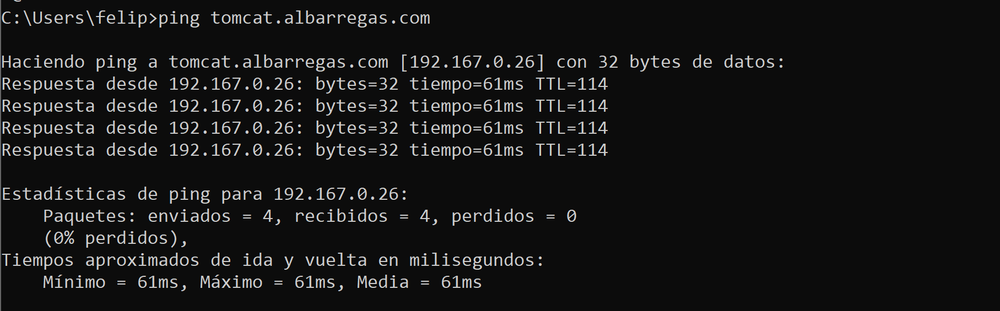 C:\Users\felip>ping tomcat.albarregas.com
Haciendo ping a tomcat.albarregas.com [192.167.0.26] con 32 bytes de datos:
Respuesta desde 192.167.0.26: bytes=32 tiempo=61ms TTL=114
Respuesta desde 192.167.0.26: bytes=32 tiempo=61ms TTL=114
Respuesta desde 192.167.0.26: bytes=32 tiempo=61ms TTL=114
Respuesta desde 192.167.0.26: bytes=32 tiempo=61ms TTL=114
Estadísticas de ping para 192.167.0.26:
Paquetes: enviados = 4, recibidos = 4, perdidos = 0
(0% perdidos),
Tiempos aproximados de ida y vuelta en milisegundos:
Mínimo = 61ms, Máximo = 61ms, Media = 61ms